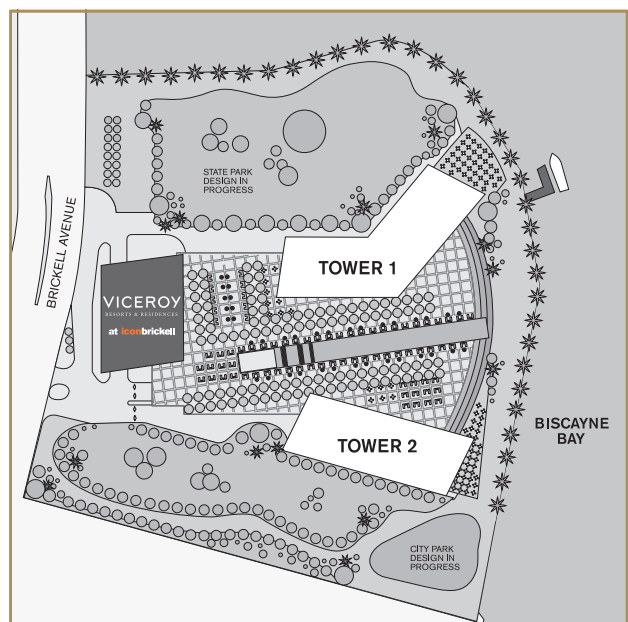 STATE PARK
DESIGN IN
PROGRESS
BRICKELL AVENUE
TOWER 1
VICEROY
RESORTS & RESIDENCES
at iconbrickell
TOWER 2
BISCAYNE
BAY
CITY PARK
DESIGN IN
PROGRESS